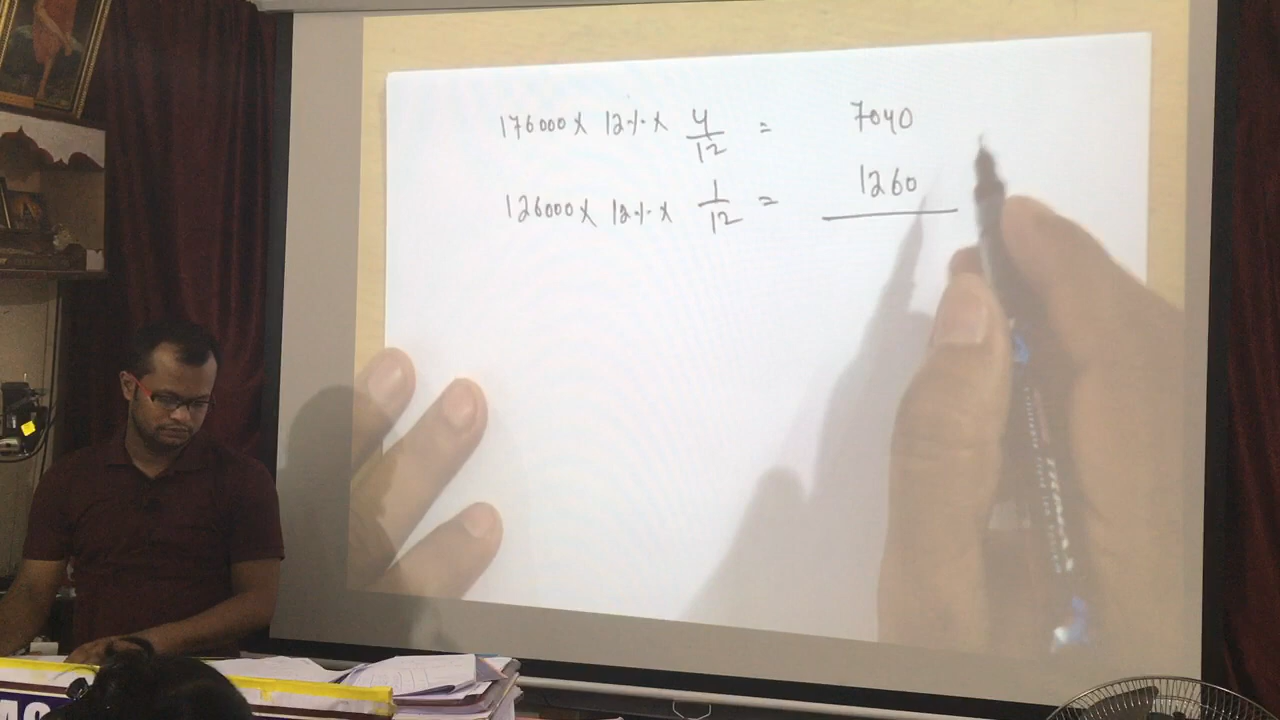 176000 x 12% x 4/12 = 7040
126000 x 12% x 1/12 = 1260